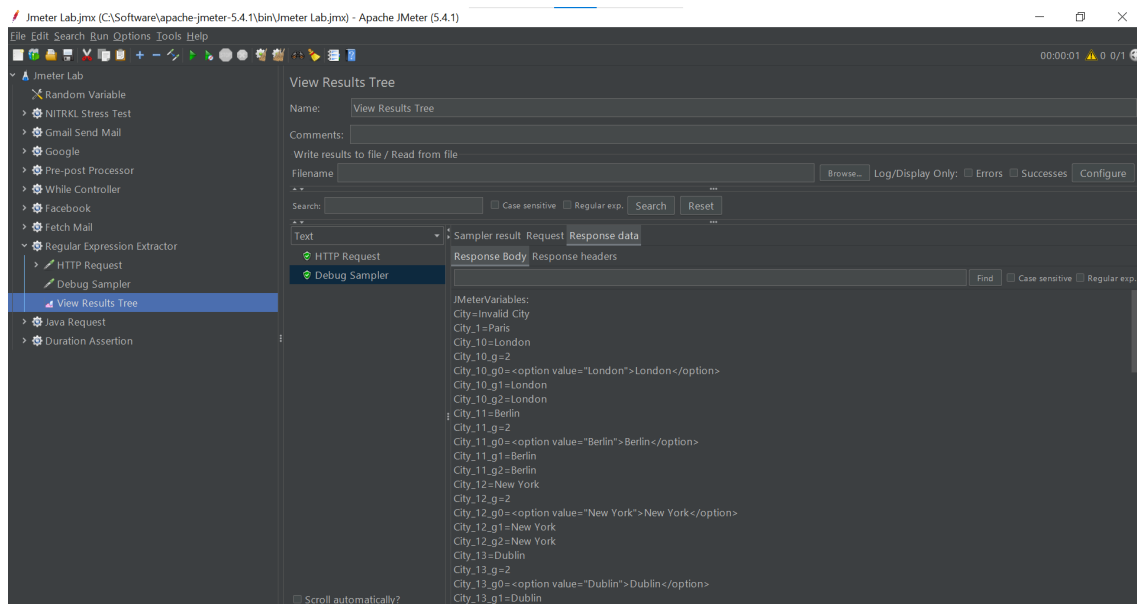 Jmeter Lab.jmx (C:\Software\apache-jmeter-5.4.1\bin\Jmeter Lab.jmx) - Apache JMeter (5.4.1)
File Edit Search Run Options Tools Help
00:00:01 0 0/1
Jmeter Lab
Random Variable
NITRKL Stress Test
Gmail Send Mail
Google
Pre-post Processor
While Controller
Facebook
Fetch Mail
Regular Expression Extractor
HTTP Request
Debug Sampler
View Results Tree
Java Request
Duration Assertion
View Results Tree
Name: View Results Tree
Comments:
Write results to file / Read from file
Filename Browse... Log/Display Only: Errors Successes Configure
Search: Case sensitive Regular exp. Search Reset
Text
HTTP Request
Debug Sampler
Scroll automatically?
Sampler result Request Response data
Response Body Response headers
Find Case sensitive Regular exp.
JMeterVariables:
City=Invalid City
City_1=Paris
City_10=London
City_10_g=2
City_10_g0=<option value="London">London</option>
City_10_g1=London
City_10_g2=London
City_11=Berlin
City_11_g=2
City_11_g0=<option value="Berlin">Berlin</option>
City_11_g1=Berlin
City_11_g2=Berlin
City_12=New York
City_12_g=2
City_12_g0=<option value="New York">New York</option>
City_12_g1=New York
City_12_g2=New York
City_13=Dublin
City_13_g=2
City_13_g0=<option value="Dublin">Dublin</option>
City_13_g1=Dublin